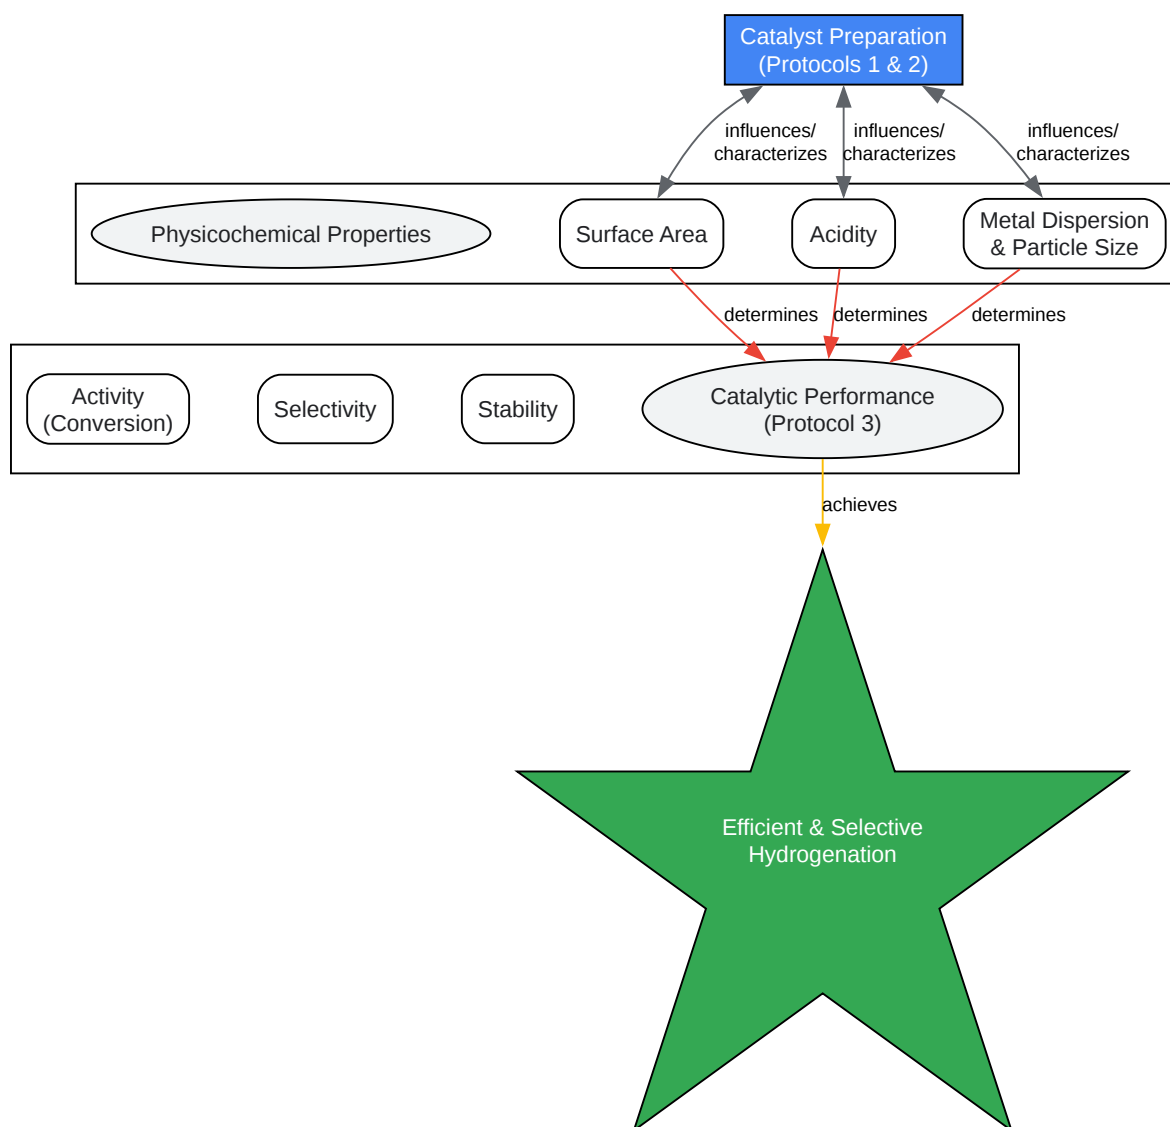 Catalyst Preparation
(Protocols 1 & 2)
influences/
characterizes
influences/
characterizes
influences/
characterizes
Physicochemical Properties
Surface Area
Acidity
Metal Dispersion
& Particle Size
determines
determines
determines
Activity
(Conversion)
Selectivity
Stability
Catalytic Performance
(Protocol 3)
achieves
Efficient & Selective
Hydrogenation